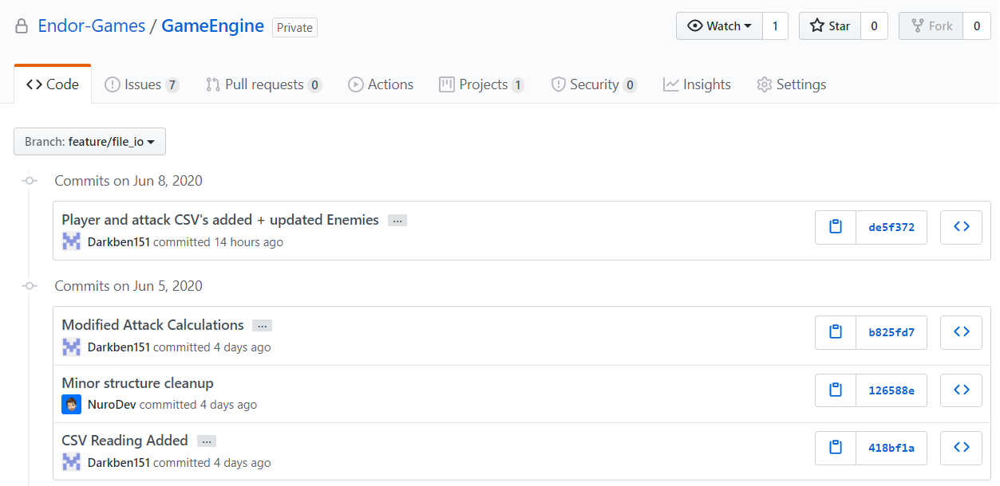 Endor-Games / GameEngine Private Watch 1 Star 0 Fork 0
Code Issues 7 Pull requests 0 Actions Projects 1 Security 0 Insights Settings
Branch: feature/file_io
Commits on Jun 8, 2020
Player and attack CSV's added + updated Enemies ...
Darkben151 committed 14 hours ago de5f372
Commits on Jun 5, 2020
Modified Attack Calculations ...
Darkben151 committed 4 days ago b825fd7
Minor structure cleanup
NuroDev committed 4 days ago 126588e
CSV Reading Added ...
Darkben151 committed 4 days ago 418bf1a